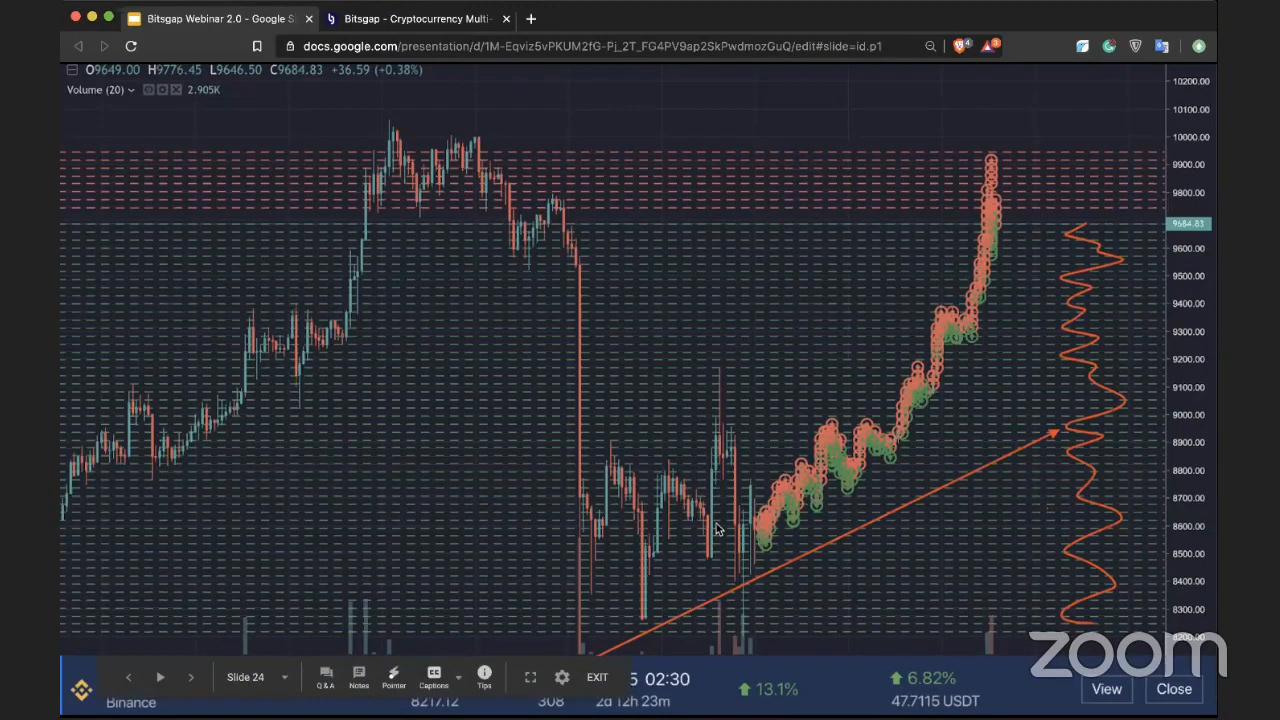 Bitsgap Webinar 2.0 - Google S
Bitsgap - Cryptocurrency Multi-
docs.google.com/presentation/d/1M-Eqviz5vPKUM2fG-Pj_2T_FG4PV9ap2SkPwdmozGuQ/edit#slide=id.p1
4
3
O9649.00 H9776.45 L9646.50 C9684.83 +36.59 (+0.38%)
Volume (20) 2.905K
10200.00
10100.00
10000.00
9900.00
9800.00
9684.83
9600.00
9500.00
9400.00
9300.00
9200.00
9100.00
9000.00
8900.00
8800.00
8700.00
8600.00
8500.00
8400.00
8300.00
8200.00
zoom
Slide 24
Q & A
Notes
Pointer
CC
Captions
Tips
EXIT
5 02:30
13.1%
6.82%
View
Close
Binance
8217.12
308
2d 12h 23m
47.7115 USDT